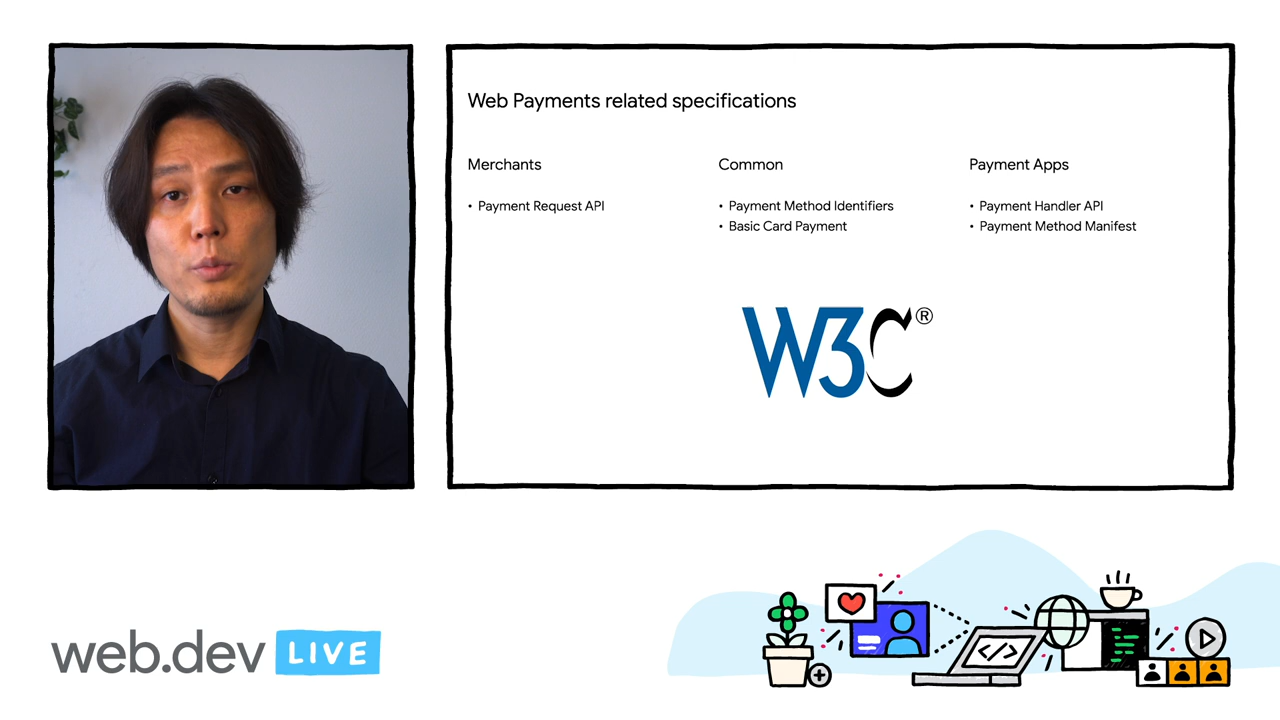 Web Payments related specifications
Merchants
• Payment Request API
Common
• Payment Method Identifiers
• Basic Card Payment
Payment Apps
• Payment Handler API
• Payment Method Manifest
W3C®
web.dev LIVE
</>